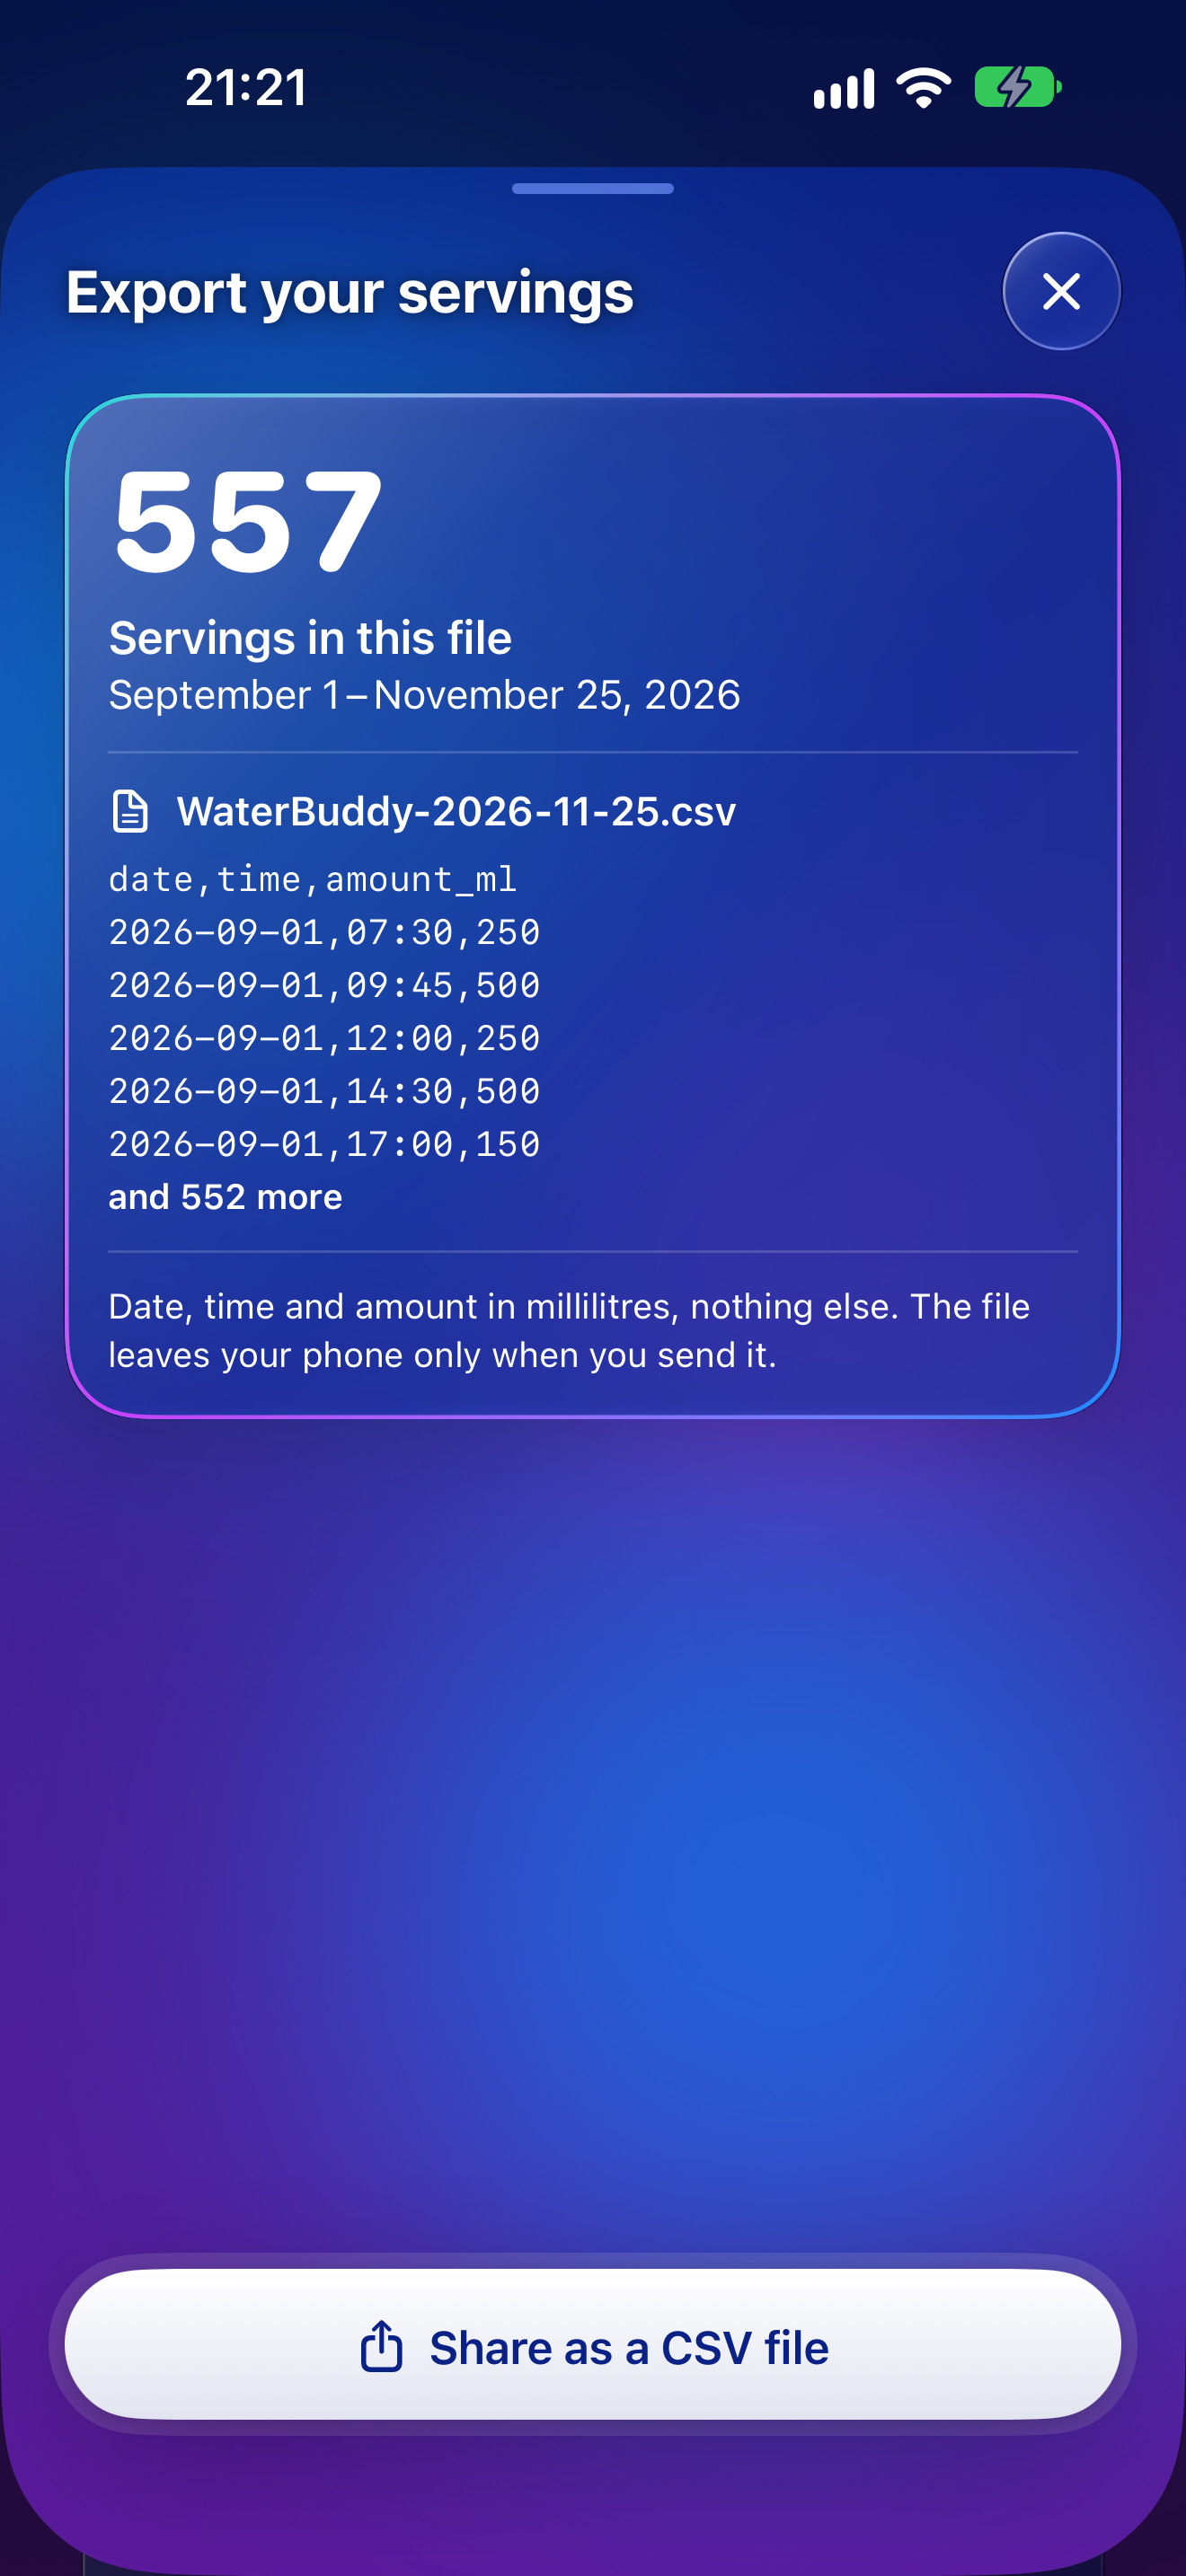 21:21
Export your servings
557
Servings in this file
September 1 – November 25, 2026
WaterBuddy-2026-11-25.csv
date,time,amount_ml
2026-09-01,07:30,250
2026-09-01,09:45,500
2026-09-01,12:00,250
2026-09-01,14:30,500
2026-09-01,17:00,150
and 552 more
Date, time and amount in millilitres, nothing else. The file
leaves your phone only when you send it.
Share as a CSV file